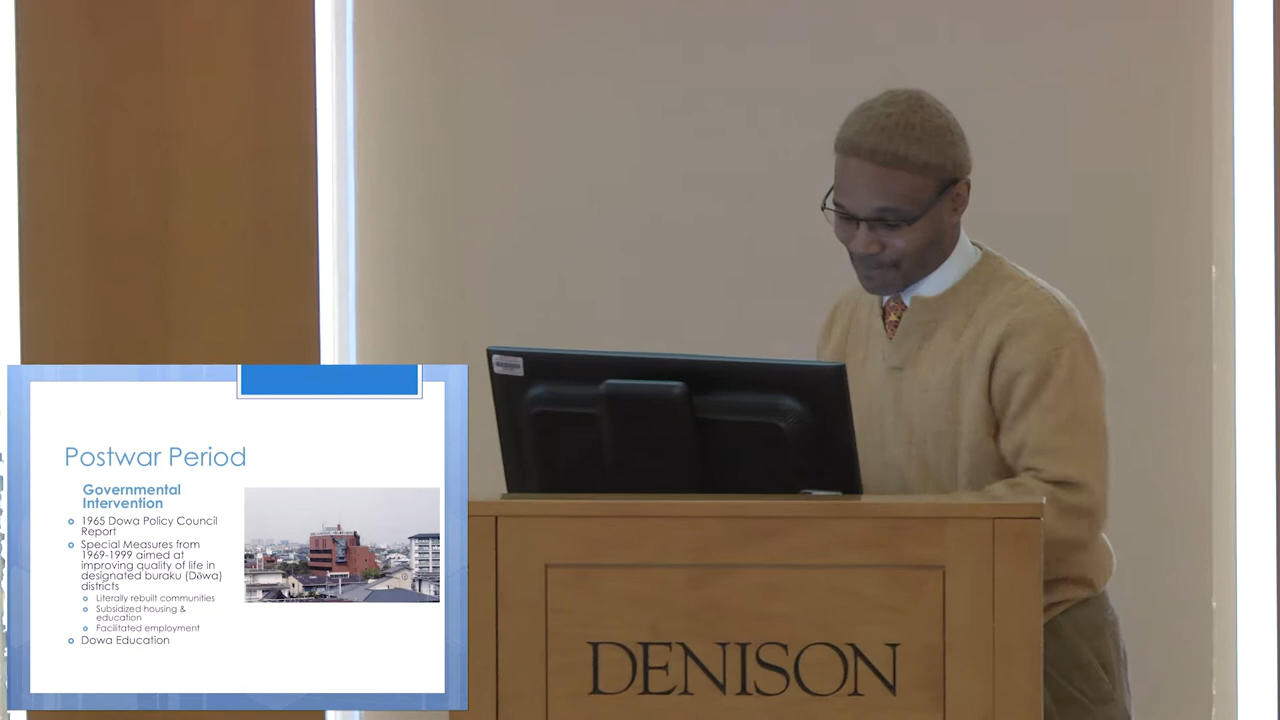 Postwar Period
Governmental
Intervention
1965 Dowa Policy Council
Report
Special Measures from
1969-1999 aimed at
improving quality of life in
designated buraku (Dōwa)
districts
Literally rebuilt communities
Subsidized housing &
education
Facilitated employment
Dowa Education
DENISON